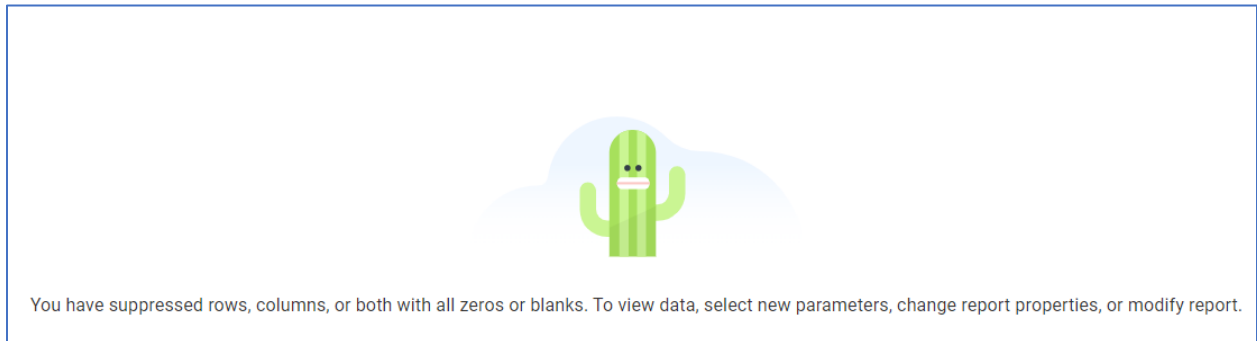 You have suppressed rows, columns, or both with all zeros or blanks. To view data, select new parameters, change report properties, or modify report.